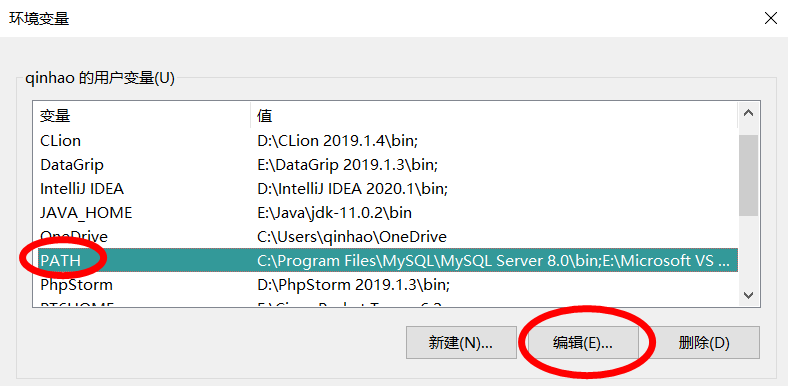 环境变量
qinhao 的用户变量(U)
变量 值
CLion D:\CLion 2019.1.4\bin;
DataGrip E:\DataGrip 2019.1.3\bin;
IntelliJ IDEA D:\IntelliJ IDEA 2020.1\bin;
JAVA_HOME E:\Java\jdk-11.0.2\bin
OneDrive C:\Users\qinhao\OneDrive
PATH C:\Program Files\MySQL\MySQL Server 8.0\bin;E:\Microsoft VS ...
PhpStorm D:\PhpStorm 2019.1.3\bin;
新建(N)... 编辑(E)... 删除(D)